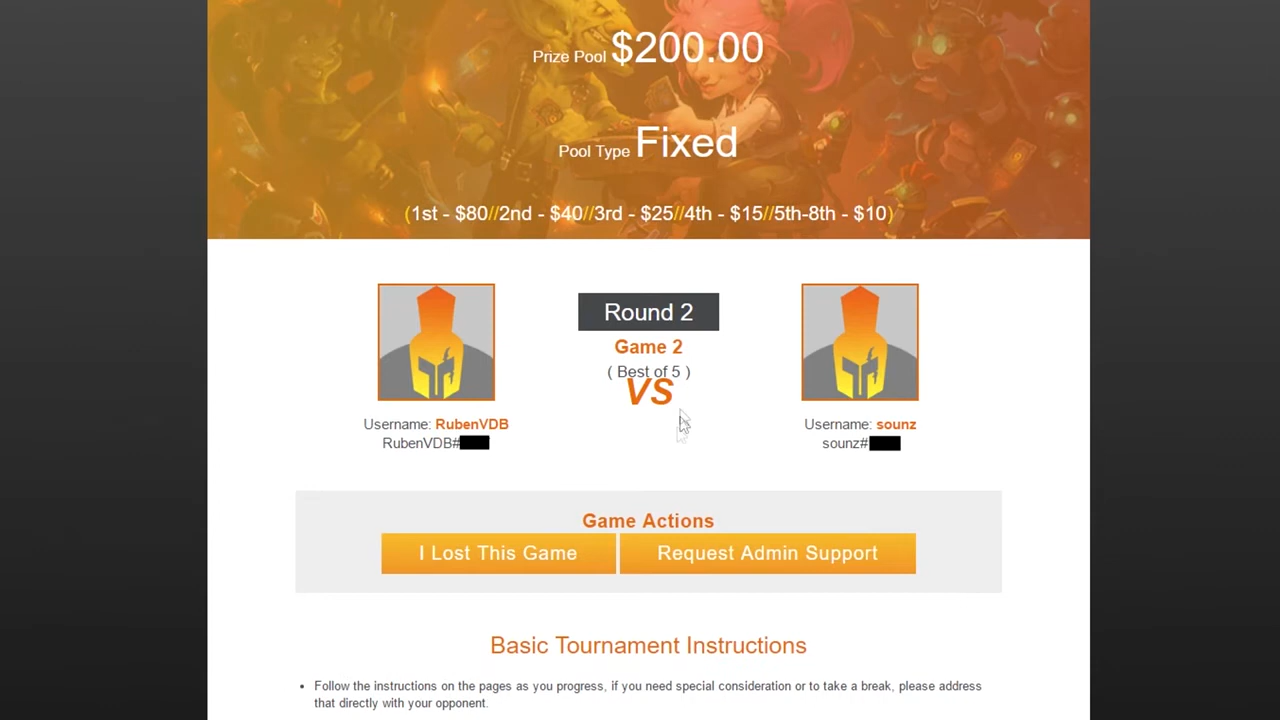 Prize Pool $200.00
Pool Type Fixed
(1st - $80//2nd - $40//3rd - $25//4th - $15//5th-8th - $10)
Round 2
Game 2
( Best of 5 )
VS
Username: RubenVDB
RubenVDB#
Username: sounz
sounz#
Game Actions
I Lost This Game
Request Admin Support
Basic Tournament Instructions
• Follow the instructions on the pages as you progress, if you need special consideration or to take a break, please address
that directly with your opponent.